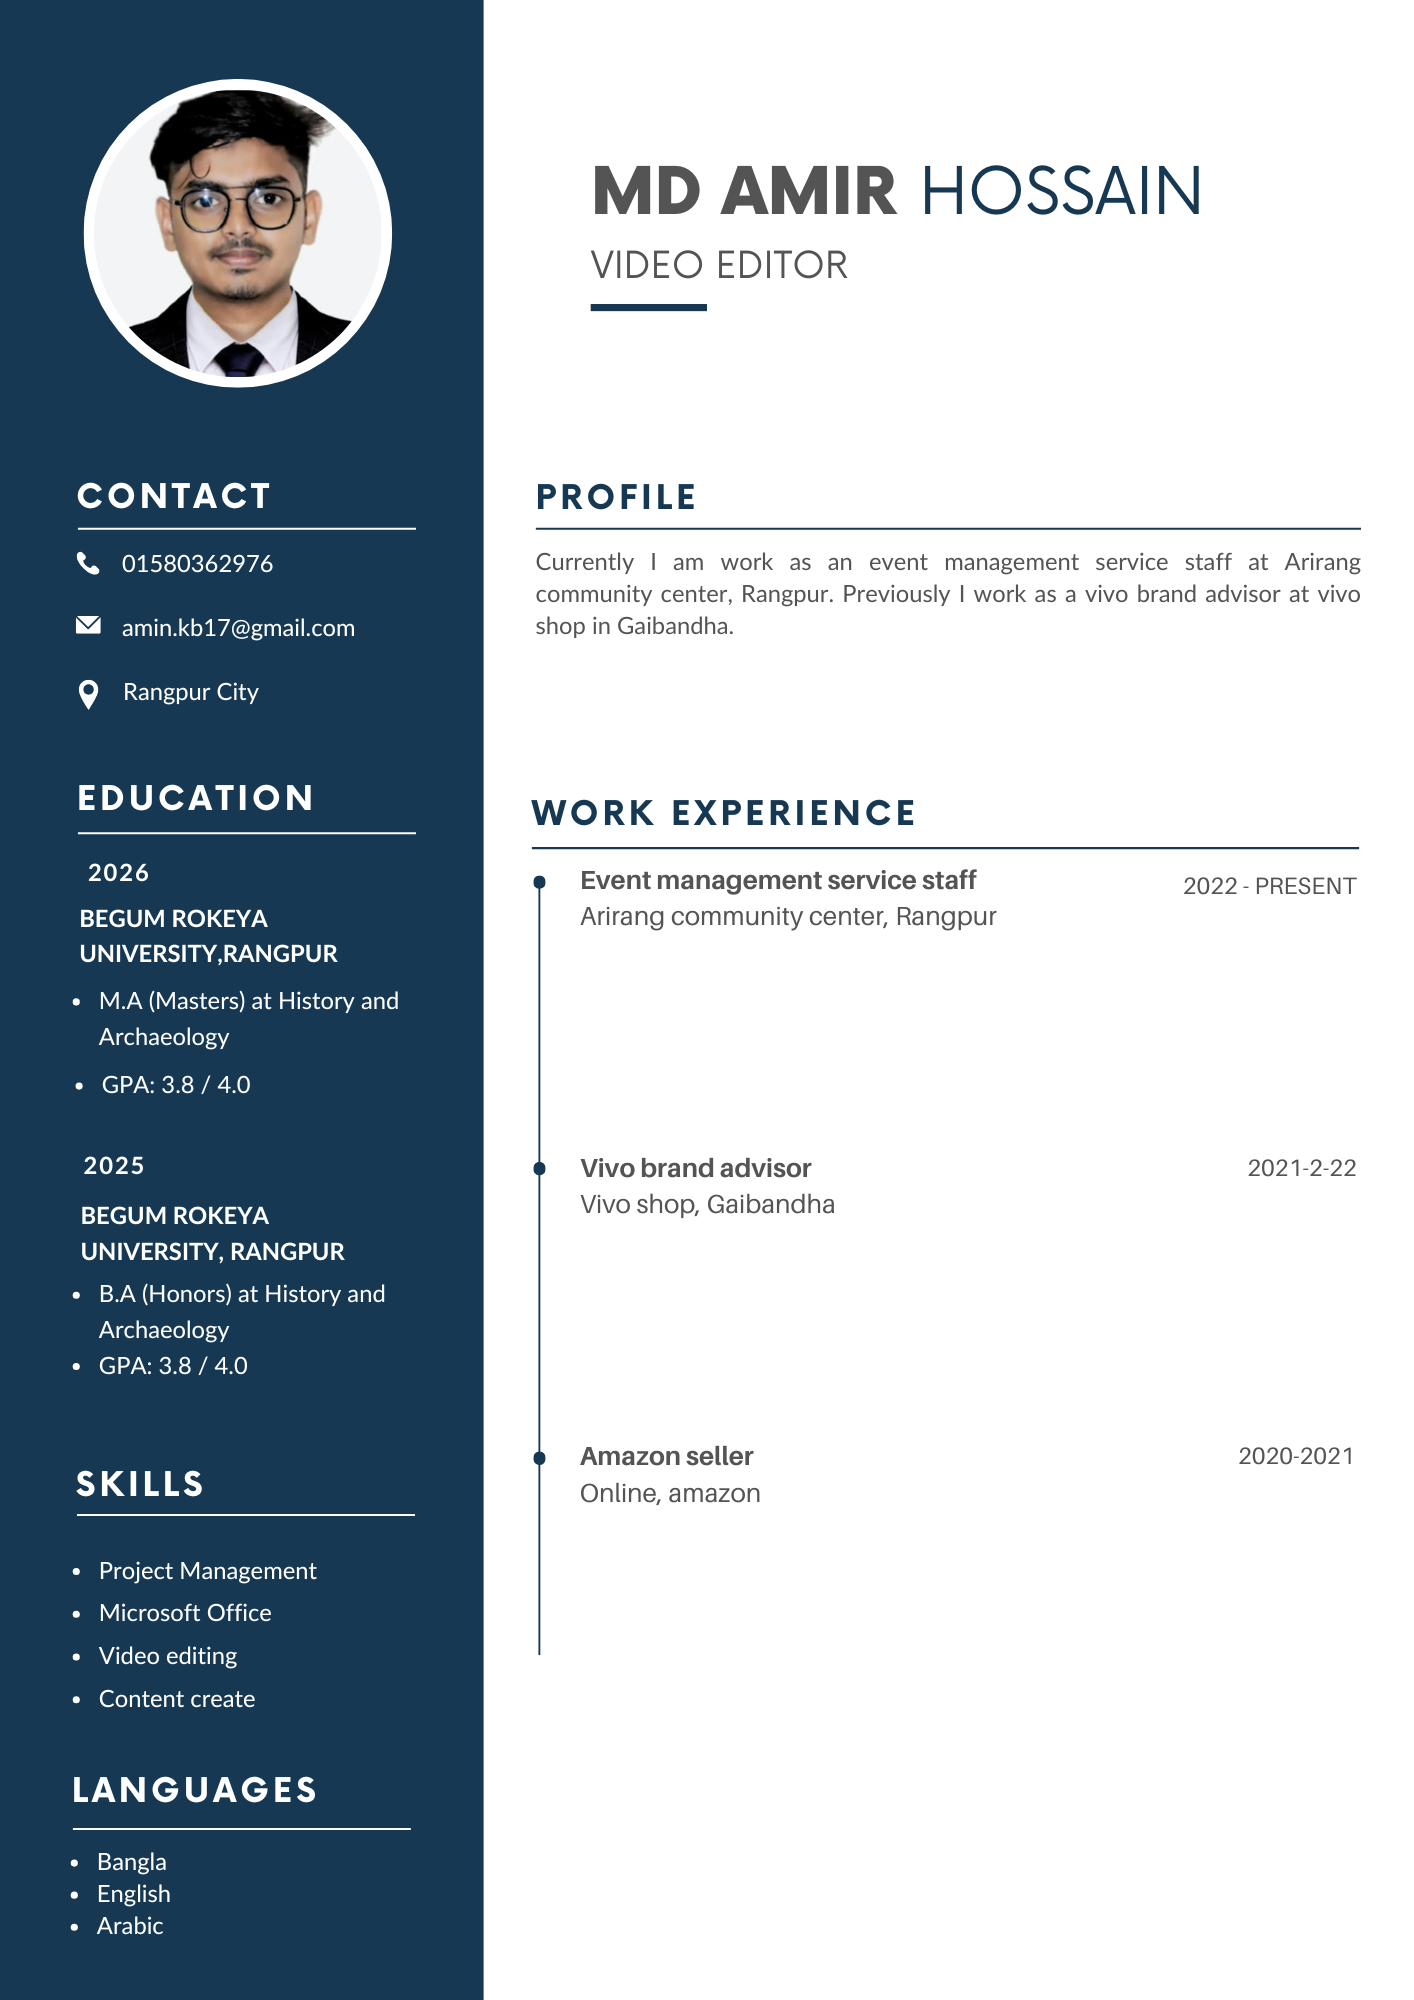 MD AMIR HOSSAIN
VIDEO EDITOR
CONTACT
01580362976
amin.kb17@gmail.com
Rangpur City
EDUCATION
2026
BEGUM ROKEYA
UNIVERSITY,RANGPUR
• M.A (Masters) at History and
Archaeology
• GPA: 3.8 / 4.0
2025
BEGUM ROKEYA
UNIVERSITY, RANGPUR
• B.A (Honors) at History and
Archaeology
• GPA: 3.8 / 4.0
SKILLS
• Project Management
• Microsoft Office
• Video editing
• Content create
LANGUAGES
• Bangla
• English
• Arabic
PROFILE
Currently I am work as an event management service staff at Arirang
community center, Rangpur. Previously I work as a vivo brand advisor at vivo
shop in Gaibandha.
WORK EXPERIENCE
Event management service staff 2022 - PRESENT
Arirang community center, Rangpur
Vivo brand advisor 2021-2-22
Vivo shop, Gaibandha
Amazon seller 2020-2021
Online, amazon